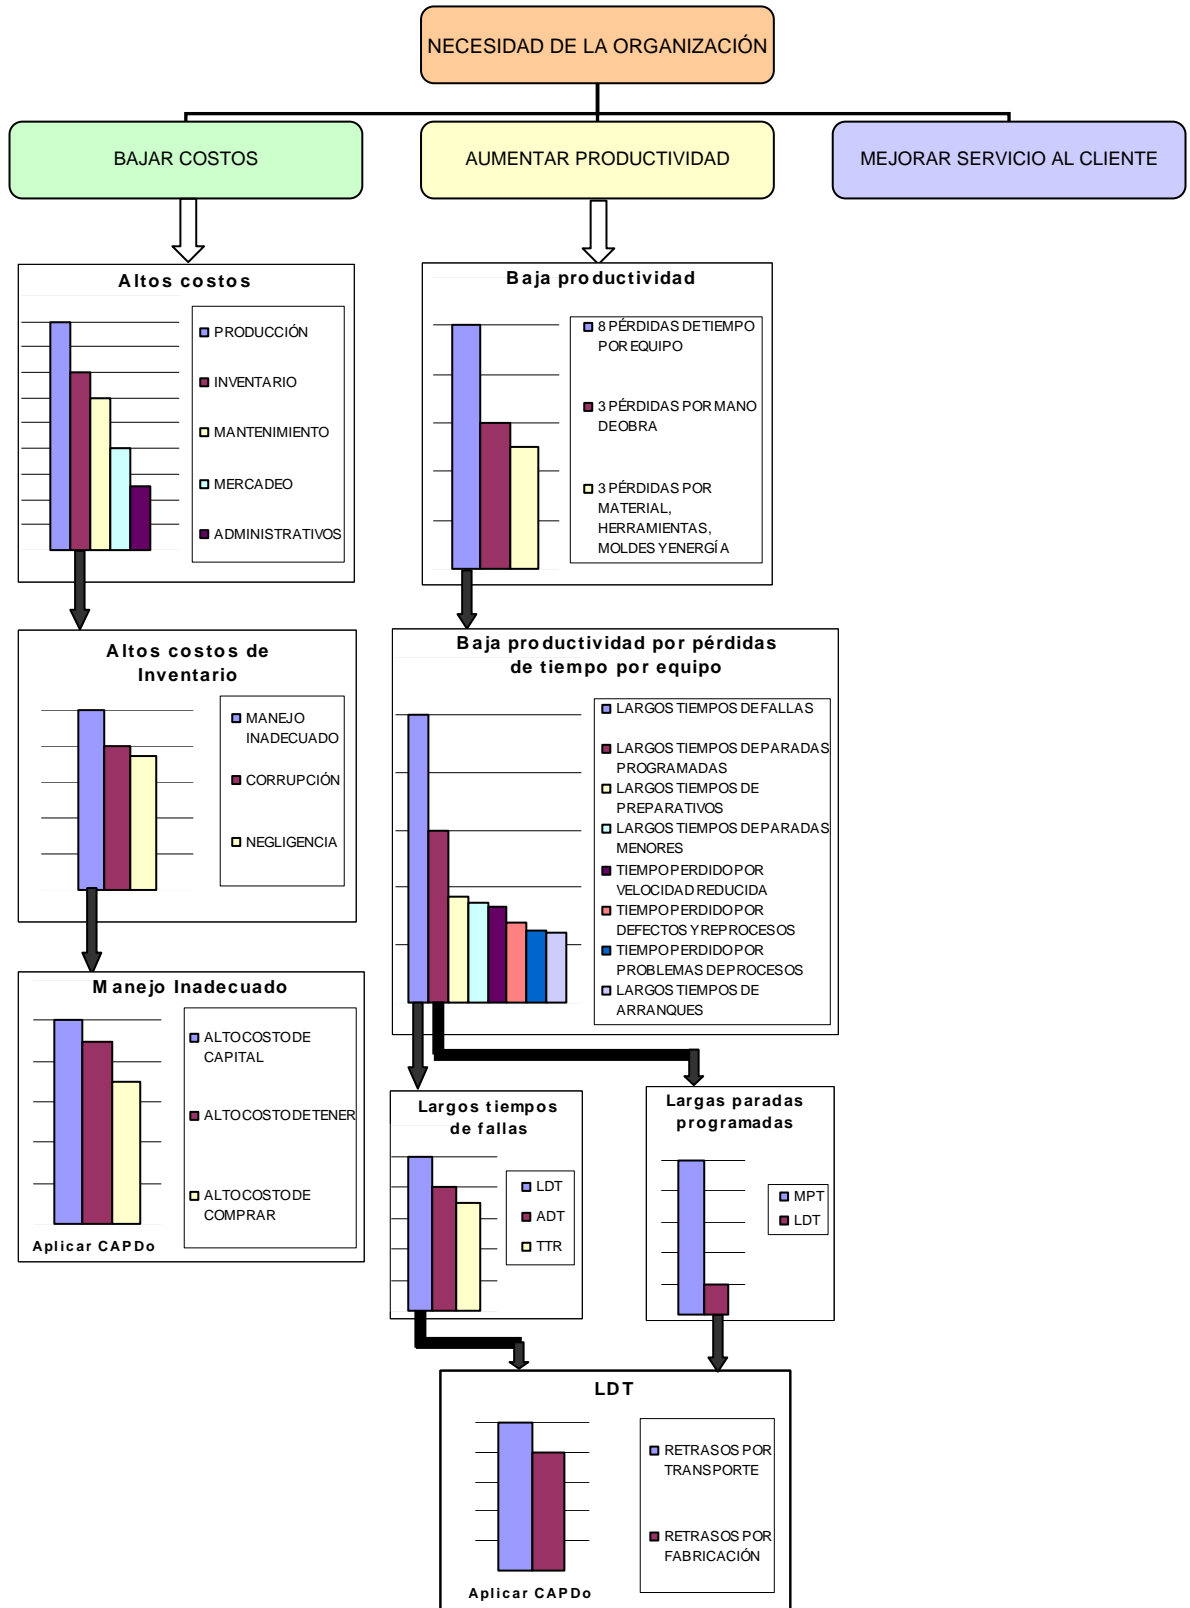 NECESIDAD DE LA ORGANIZACIÓN
BAJAR COSTOS
AUMENTAR PRODUCTIVIDAD
MEJORAR SERVICIO AL CLIENTE
Altos costos
PRODUCCIÓN
INVENTARIO
MANTENIMIENTO
MERCADEO
ADMINISTRATIVOS
Baja productividad
8 PÉRDIDAS DE TIEMPO
POR EQUIPO
3 PÉRDIDAS POR MANO
DE OBRA
3 PÉRDIDAS POR
MATERIAL,
HERRAMIENTAS,
MOLDES Y ENERGÍA
Altos costos de
Inventario
MANEJO
INADECUADO
CORRUPCIÓN
NEGLIGENCIA
Baja productividad por pérdidas
de tiempo por equipo
LARGOS TIEMPOS DE FALLAS
LARGOS TIEMPOS DE PARADAS
PROGRAMADAS
LARGOS TIEMPOS DE
PREPARATIVOS
LARGOS TIEMPOS DE PARADAS
MENORES
TIEMPO PERDIDO POR
VELOCIDAD REDUCIDA
TIEMPO PERDIDO POR
DEFECTOS Y REPROCESOS
TIEMPO PERDIDO POR
PROBLEMAS DE PROCESOS
LARGOS TIEMPOS DE
ARRANQUES
Manejo Inadecuado
ALTO COSTO DE
CAPITAL
ALTO COSTO DE TENER
ALTO COSTO DE
COMPRAR
Aplicar CAPDo
Largos tiempos
de fallas
LDT
ADT
TTR
Largas paradas
programadas
MPT
LDT
LDT
RETRASOS POR
TRANSPORTE
RETRASOS POR
FABRICACIÓN
Aplicar CAPDo